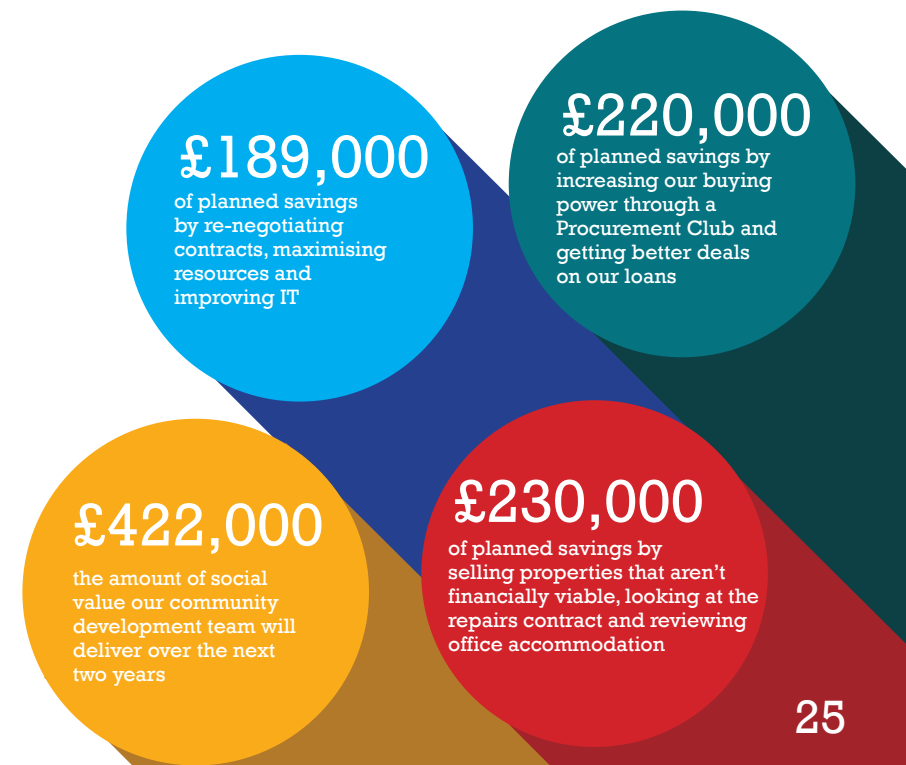 £189,000
of planned savings
by re-negotiating
contracts, maximising
resources and
improving IT
£220,000
of planned savings by
increasing our buying
power through a
Procurement Club and
getting better deals
on our loans
£422,000
the amount of social
value our community
development team will
deliver over the next
two years
£230,000
of planned savings by
selling properties that aren’t
financially viable, looking at the
repairs contract and reviewing
office accommodation
25